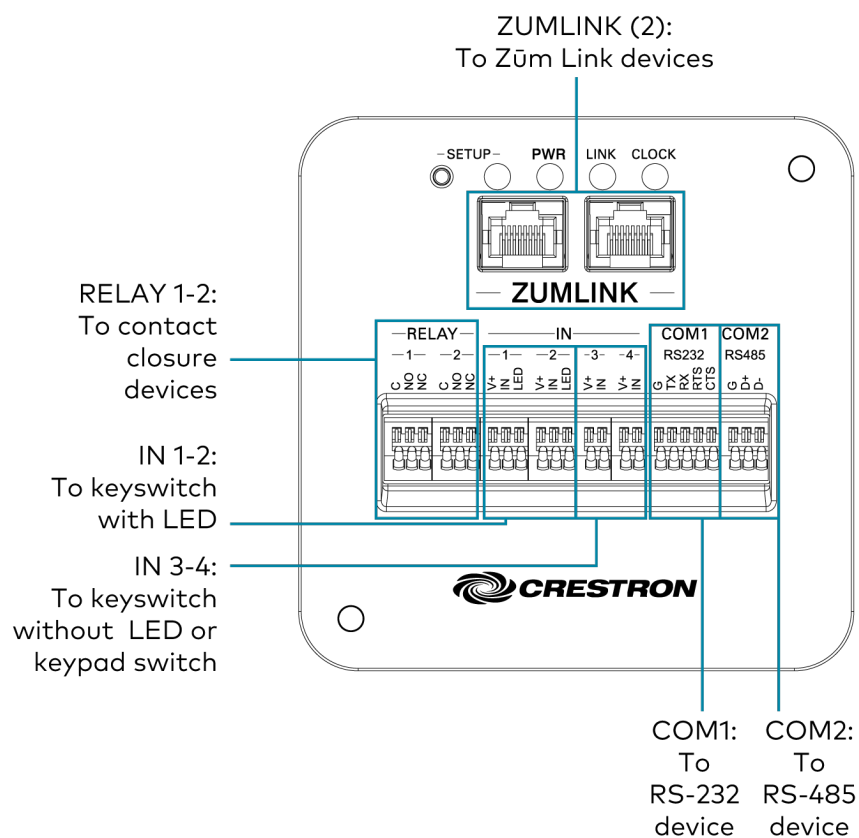 ZUMLINK (2):
To Zūm Link devices
-SETUP- PWR LINK CLOCK
ZUMLINK
RELAY 1-2:
To contact
closure
devices
RELAY IN COM1 COM2
-1- -2- -1- -2- -3- -4- RS232 RS485
C NO NC C NO NC V+ IN LED V+ IN LED V+ IN V+ IN G TX RX RTS CTS G D+ D-
IN 1-2:
To keyswitch
with LED
IN 3-4:
To keyswitch
without LED or
keypad switch
CRESTRON
COM1:
To
RS-232
device
COM2:
To
RS-485
device